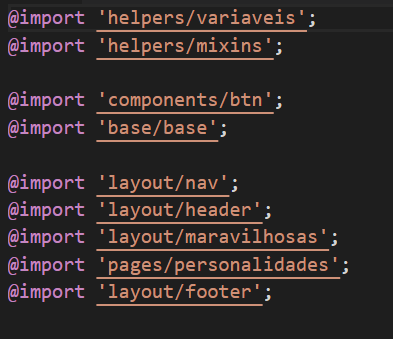 @import 'helpers/variaveis';
@import 'helpers/mixins';
@import 'components/btn';
@import 'base/base';
@import 'layout/nav';
@import 'layout/header';
@import 'layout/maravilhosas';
@import 'pages/personalidades';
@import 'layout/footer';